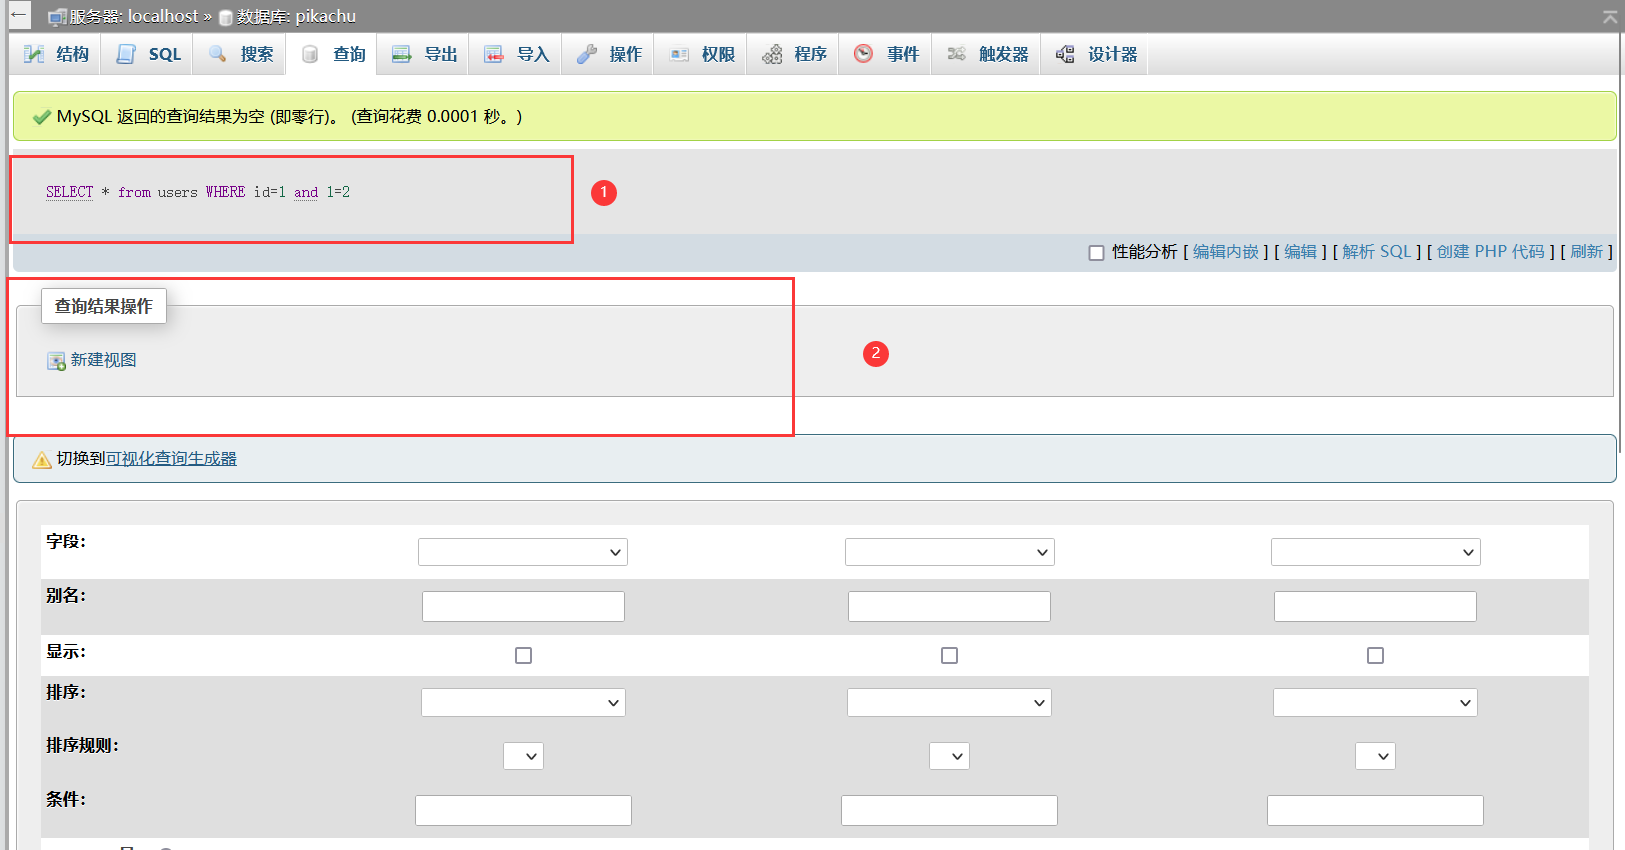 服务器: localhost » 数据库: pikachu
结构 SQL 搜索 查询 导出 导入 操作 权限 程序 事件 触发器 设计器
MySQL 返回的查询结果为空 (即零行)。 (查询花费 0.0001 秒。)
SELECT * from users WHERE id=1 and 1=2
1
性能分析 [ 编辑内嵌 ] [ 编辑 ] [ 解析 SQL ] [ 创建 PHP 代码 ] [ 刷新 ]
查询结果操作
2
新建视图
切换到可视化查询生成器
字段:
别名:
显示:
排序:
排序规则:
条件: